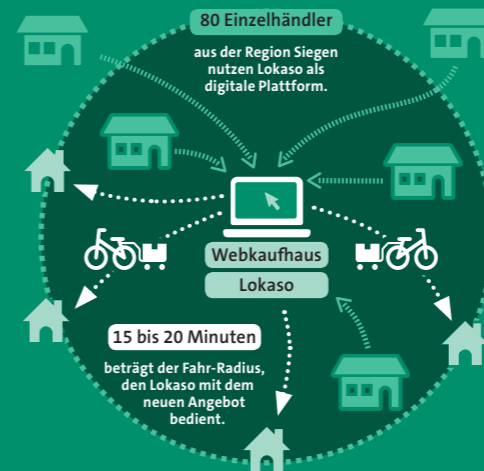 80 Einzelhändler
aus der Region Siegen
nutzen Lokaso als
digitale Plattform.
Webkaufhaus
Lokaso
15 bis 20 Minuten
beträgt der Fahr-Radius,
den Lokaso mit dem
neuen Angebot
bedient.